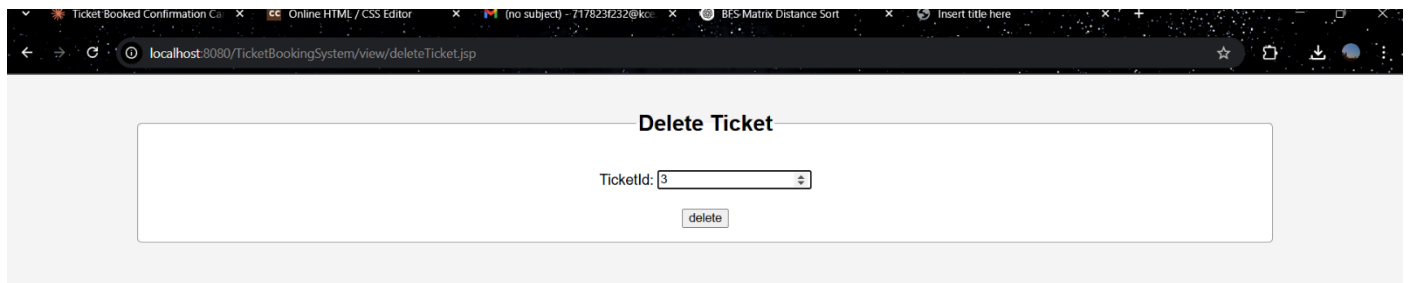 Ticket Booked Confirmation Ca
Online HTML / CSS Editor
(no subject) - 717823f232@kce
BFS-Matrix Distance Sort
Insert title here
localhost:8080/TicketBookingSystem/view/deleteTicket.jsp
Delete Ticket
TicketId: 3
delete